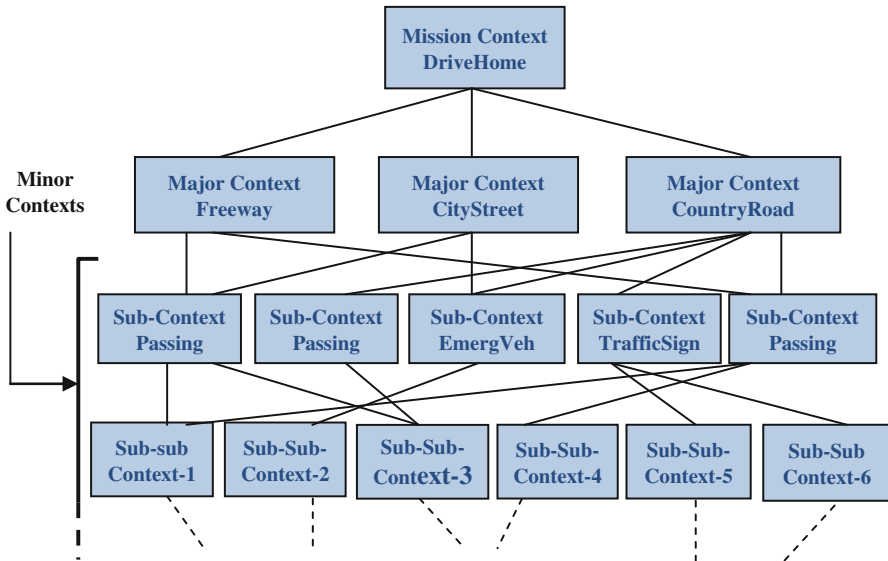 Mission Context
DriveHome
Minor
Contexts
Major Context
Freeway
Major Context
CityStreet
Major Context
CountryRoad
Sub-Context
Passing
Sub-Context
Passing
Sub-Context
EmergVeh
Sub-Context
TrafficSign
Sub-Context
Passing
Sub-sub
Context-1
Sub-Sub-
Context-2
Sub-Sub-
Context-3
Sub-Sub-
Context-4
Sub-Sub-
Context-5
Sub-Sub
Context-6